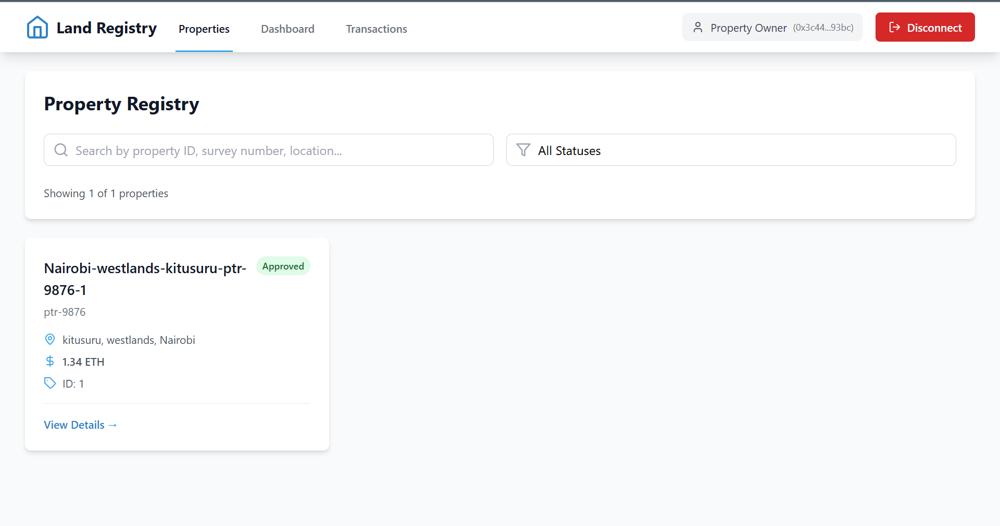 Land Registry
Properties
Dashboard
Transactions
Property Owner (0x3c44...93bc)
Disconnect
Property Registry
Search by property ID, survey number, location...
All Statuses
Showing 1 of 1 properties
Nairobi-westlands-kitusuru-ptr-
9876-1
Approved
ptr-9876
kitusuru, westlands, Nairobi
1.34 ETH
ID: 1
View Details →